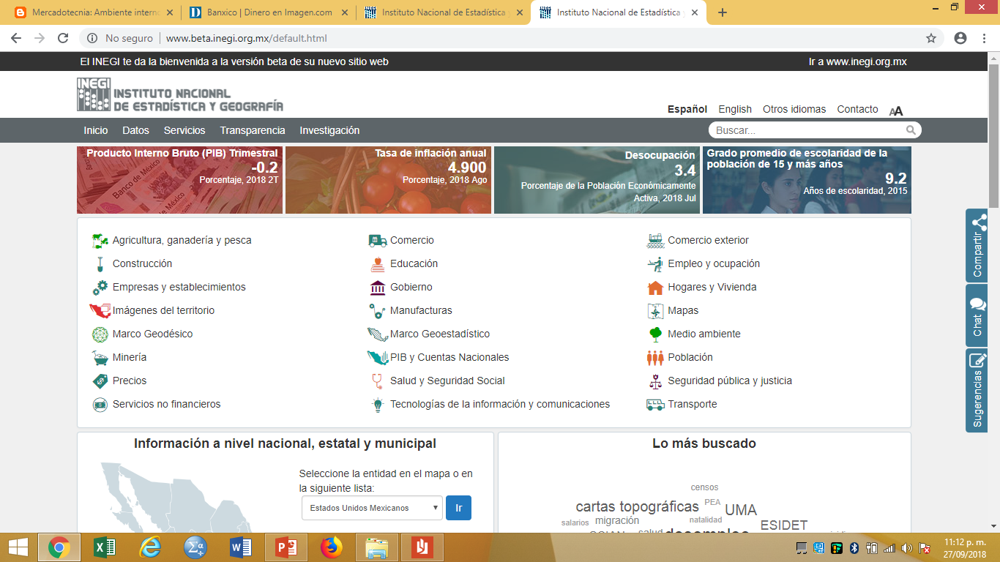 Mercadotecnia: Ambiente interno
Banxico | Dinero en Imagen.com
Instituto Nacional de Estadística
Instituto Nacional de Estadística y
No seguro
www.beta.inegi.org.mx/default.html
El INEGI te da la bienvenida a la versión beta de su nuevo sitio web
Ir a www.inegi.org.mx
INEGI
INSTITUTO NACIONAL
DE ESTADÍSTICA Y GEOGRAFÍA
Español English Otros idiomas Contacto AA
Inicio Datos Servicios Transparencia Investigación
Buscar...
Producto Interno Bruto (PIB) Trimestral
-0.2
Porcentaje, 2018 2T
Banco de México
Tasa de inflación anual
4.900
Porcentaje, 2018 Ago
Desocupación
3.4
Porcentaje de la Población Económicamente
Activa, 2018 Jul
Grado promedio de escolaridad de la
población de 15 y más años
9.2
Años de escolaridad, 2015
Agricultura, ganadería y pesca
Comercio
Comercio exterior
Construcción
Educación
Empleo y ocupación
Empresas y establecimientos
Gobierno
Hogares y Vivienda
Imágenes del territorio
Manufacturas
Mapas
Marco Geodésico
Marco Geoestadístico
Medio ambiente
Minería
PIB y Cuentas Nacionales
Población
Precios
Salud y Seguridad Social
Seguridad pública y justicia
Servicios no financieros
Tecnologías de la información y comunicaciones
Transporte
Compartir
Chat
Sugerencias
Información a nivel nacional, estatal y municipal
Seleccione la entidad en el mapa o en
la siguiente lista:
Estados Unidos Mexicanos
Ir
Lo más buscado
censos
cartas topográficas PEA UMA
salarios migración natalidad ESIDET
salud desempleo
11:12 p. m.
27/09/2018